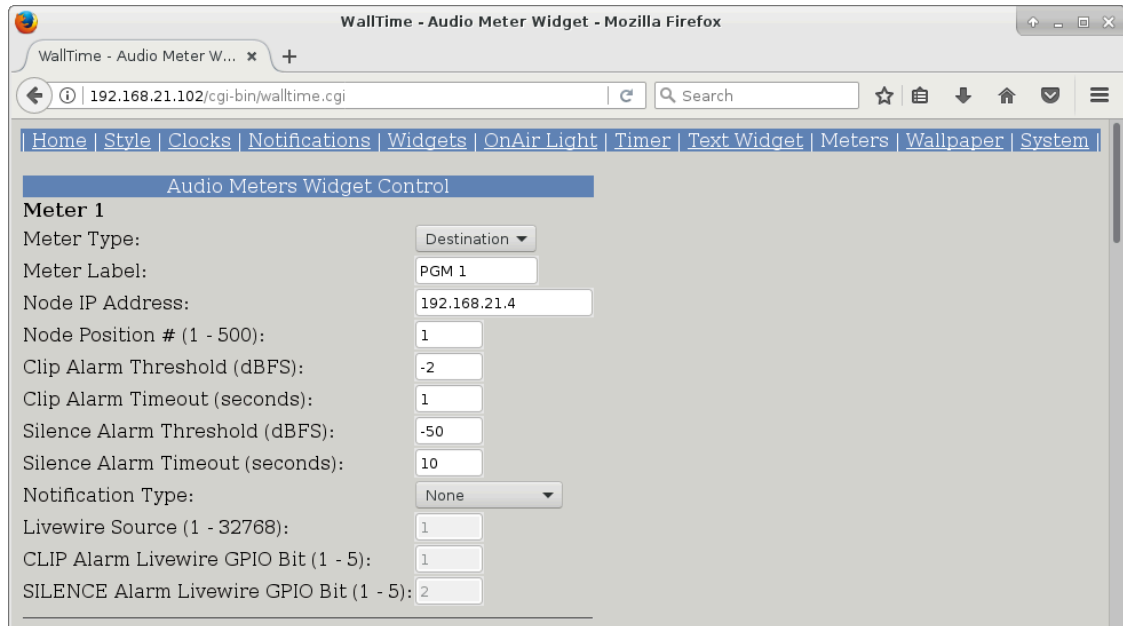 WallTime - Audio Meter Widget - Mozilla Firefox
WallTime - Audio Meter W... × +
192.168.21.102/cgi-bin/walltime.cgi Search
| Home | Style | Clocks | Notifications | Widgets | OnAir Light | Timer | Text Widget | Meters | Wallpaper | System |
Audio Meters Widget Control
Meter 1
Meter Type: Destination
Meter Label: PGM 1
Node IP Address: 192.168.21.4
Node Position # (1 - 500): 1
Clip Alarm Threshold (dBFS): -2
Clip Alarm Timeout (seconds): 1
Silence Alarm Threshold (dBFS): -50
Silence Alarm Timeout (seconds): 10
Notification Type: None
Livewire Source (1 - 32768): 1
CLIP Alarm Livewire GPIO Bit (1 - 5): 1
SILENCE Alarm Livewire GPIO Bit (1 - 5): 2